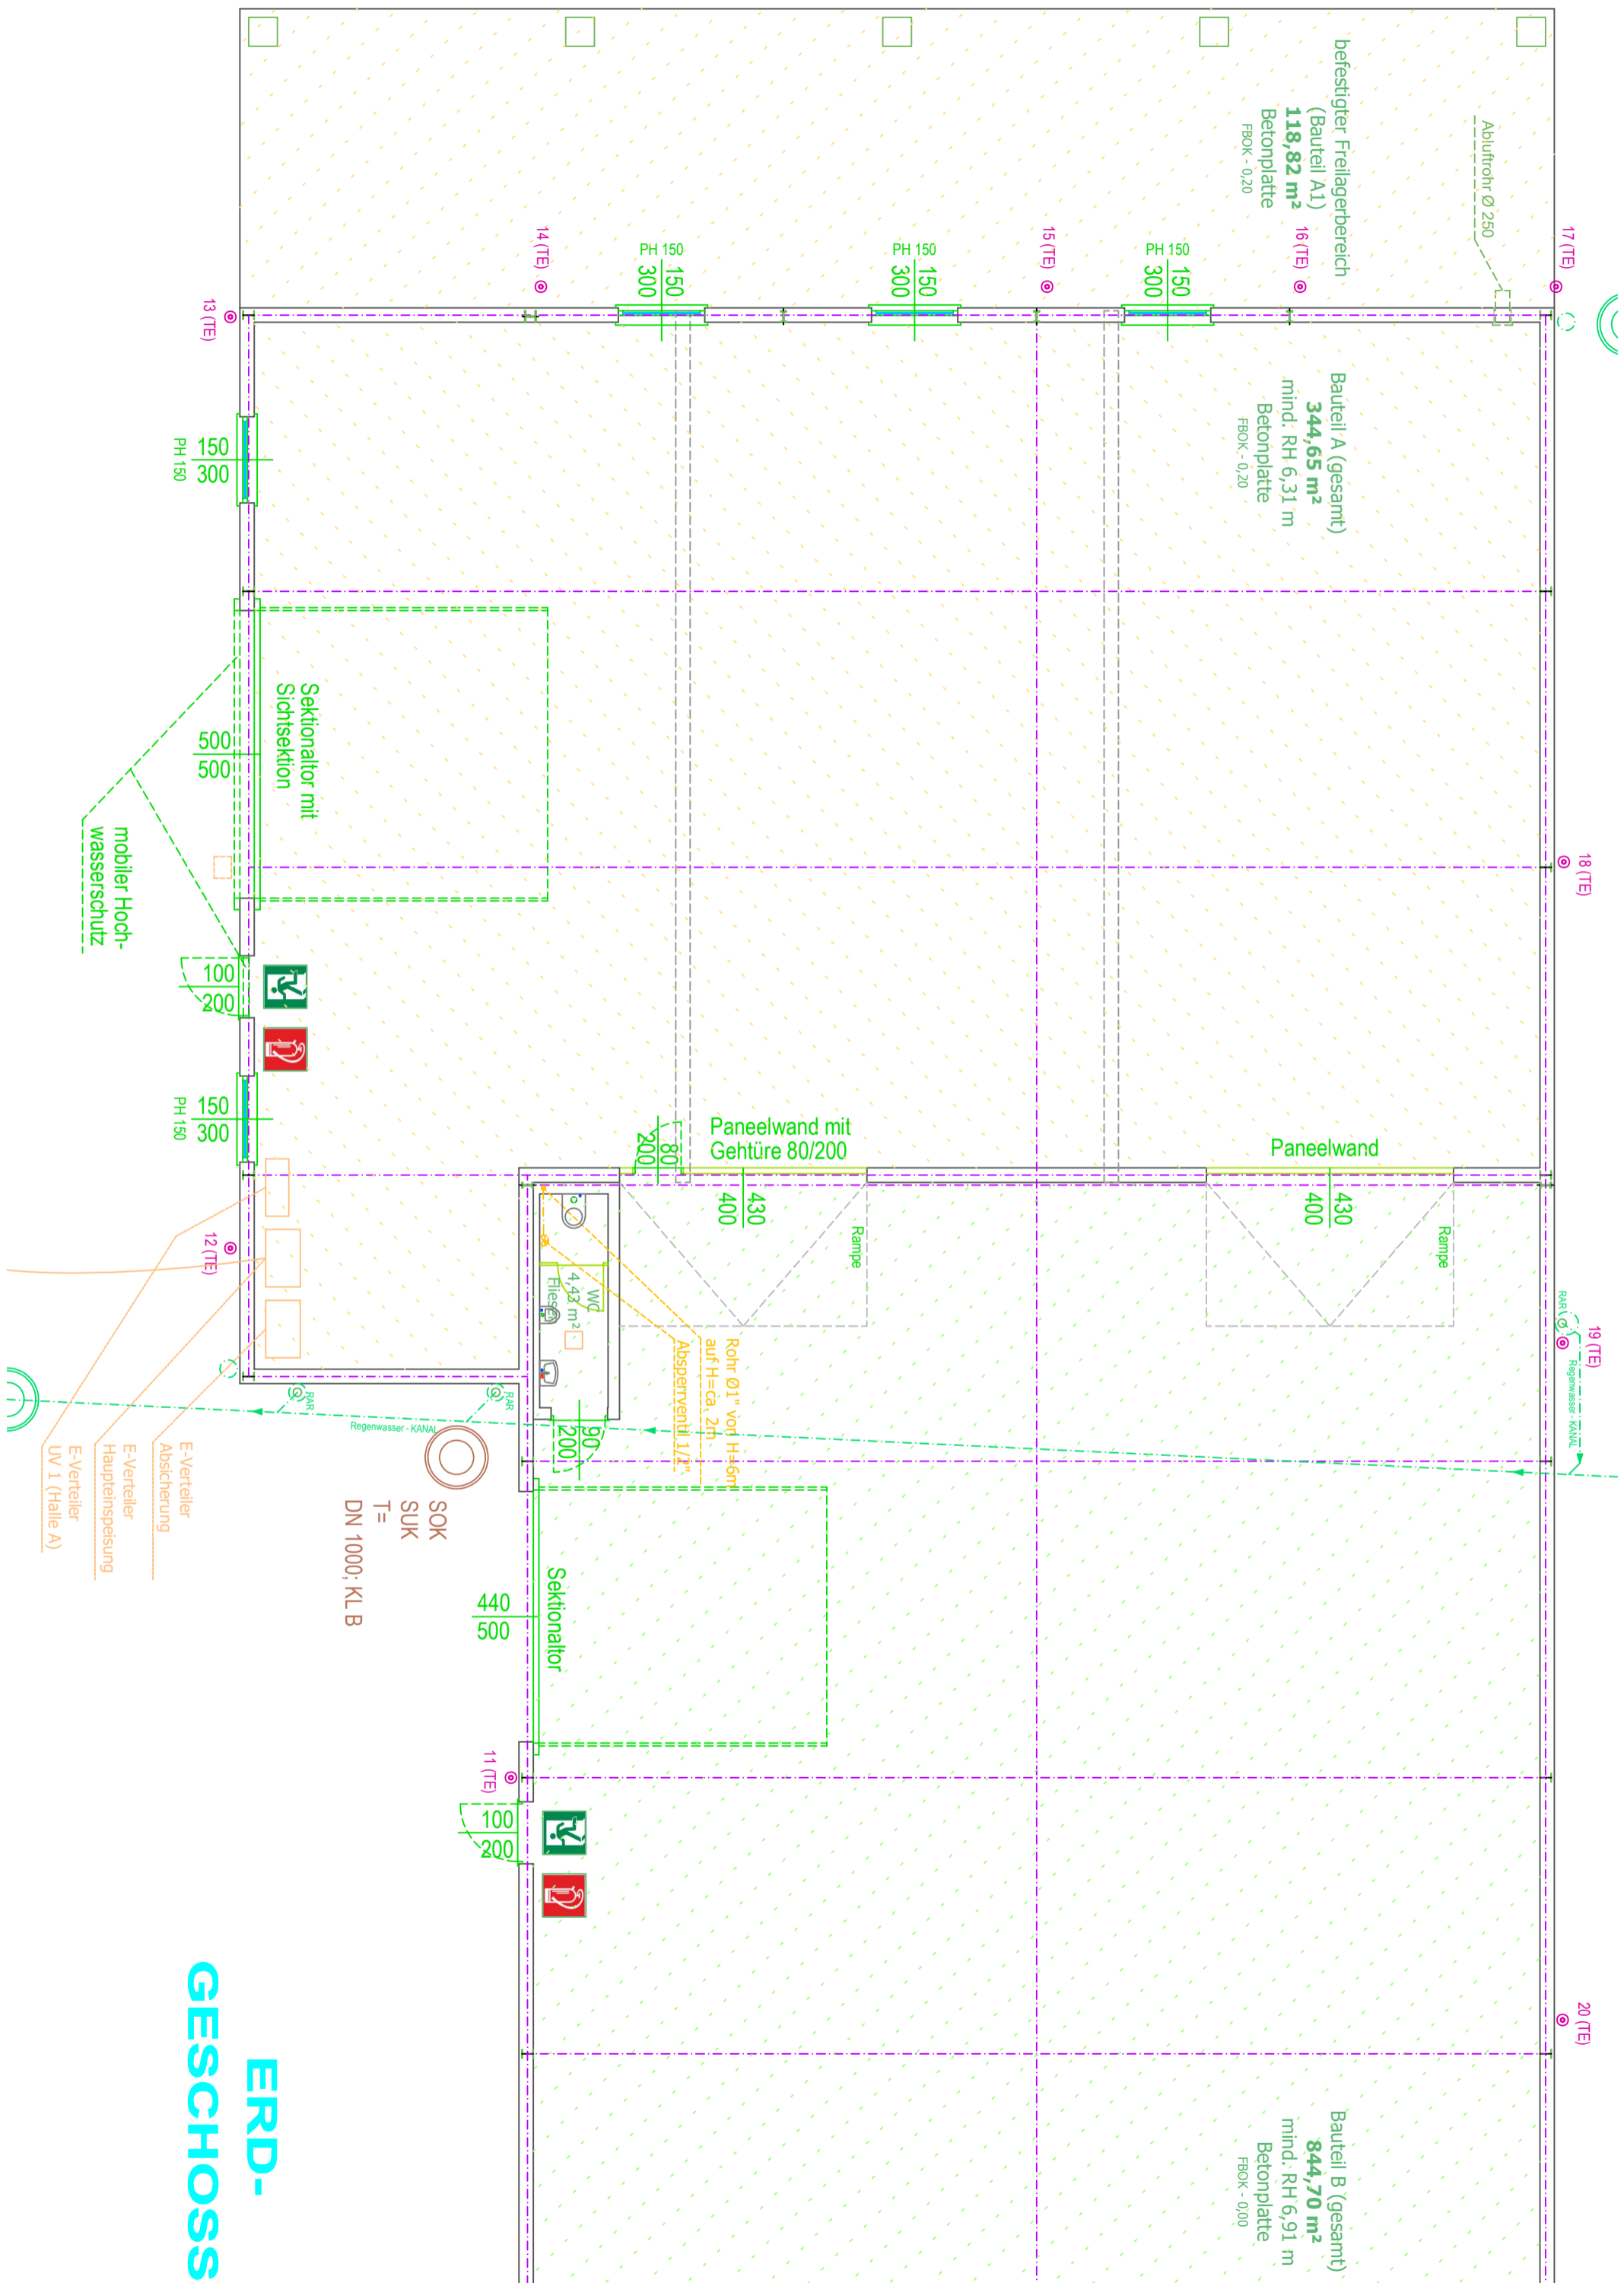 befestigter Freilagerbereich
(Bauteil A1)
118,82 m²
Betonplatte
FBOK - 0,20
Abluftrohr Ø 250
17 (TE)
16 (TE)
15 (TE)
14 (TE)
13 (TE)
PH 150
150
300
PH 150
150
300
PH 150
150
300
Bauteil A (gesamt)
344,65 m²
mind. RH 6,31 m
Betonplatte
FBOK - 0,20
150
300
PH 150
Sektionaltor mit
Sichtsektion
500
500
mobiler Hoch-
wasserschutz
18 (TE)
100
200
150
300
PH 150
Paneelwand mit
Gehtüre 80/200
80
200
430
400
Rampe
Paneelwand
430
400
Rampe
12 (TE)
WC
4,43 m²
Fliesen
Rohr Ø1" von H=6m
auf H=ca. 2m
Absperrventil 1/2"
90
200
RAR
19 (TE)
Regenwasser - KANAL
RAR
RAR
Regenwasser - KANAL
E-Verteiler
Absicherung
E-Verteiler
Haupteinspeisung
E-Verteiler
UV 1 (Halle A)
SOK
SUK
T=
DN 1000; KL B
Sektionaltor
440
500
11 (TE)
100
200
20 (TE)
Bauteil B (gesamt)
844,70 m²
mind. RH 6,91 m
Betonplatte
FBOK - 0,00
ERD-
GESCHOSS